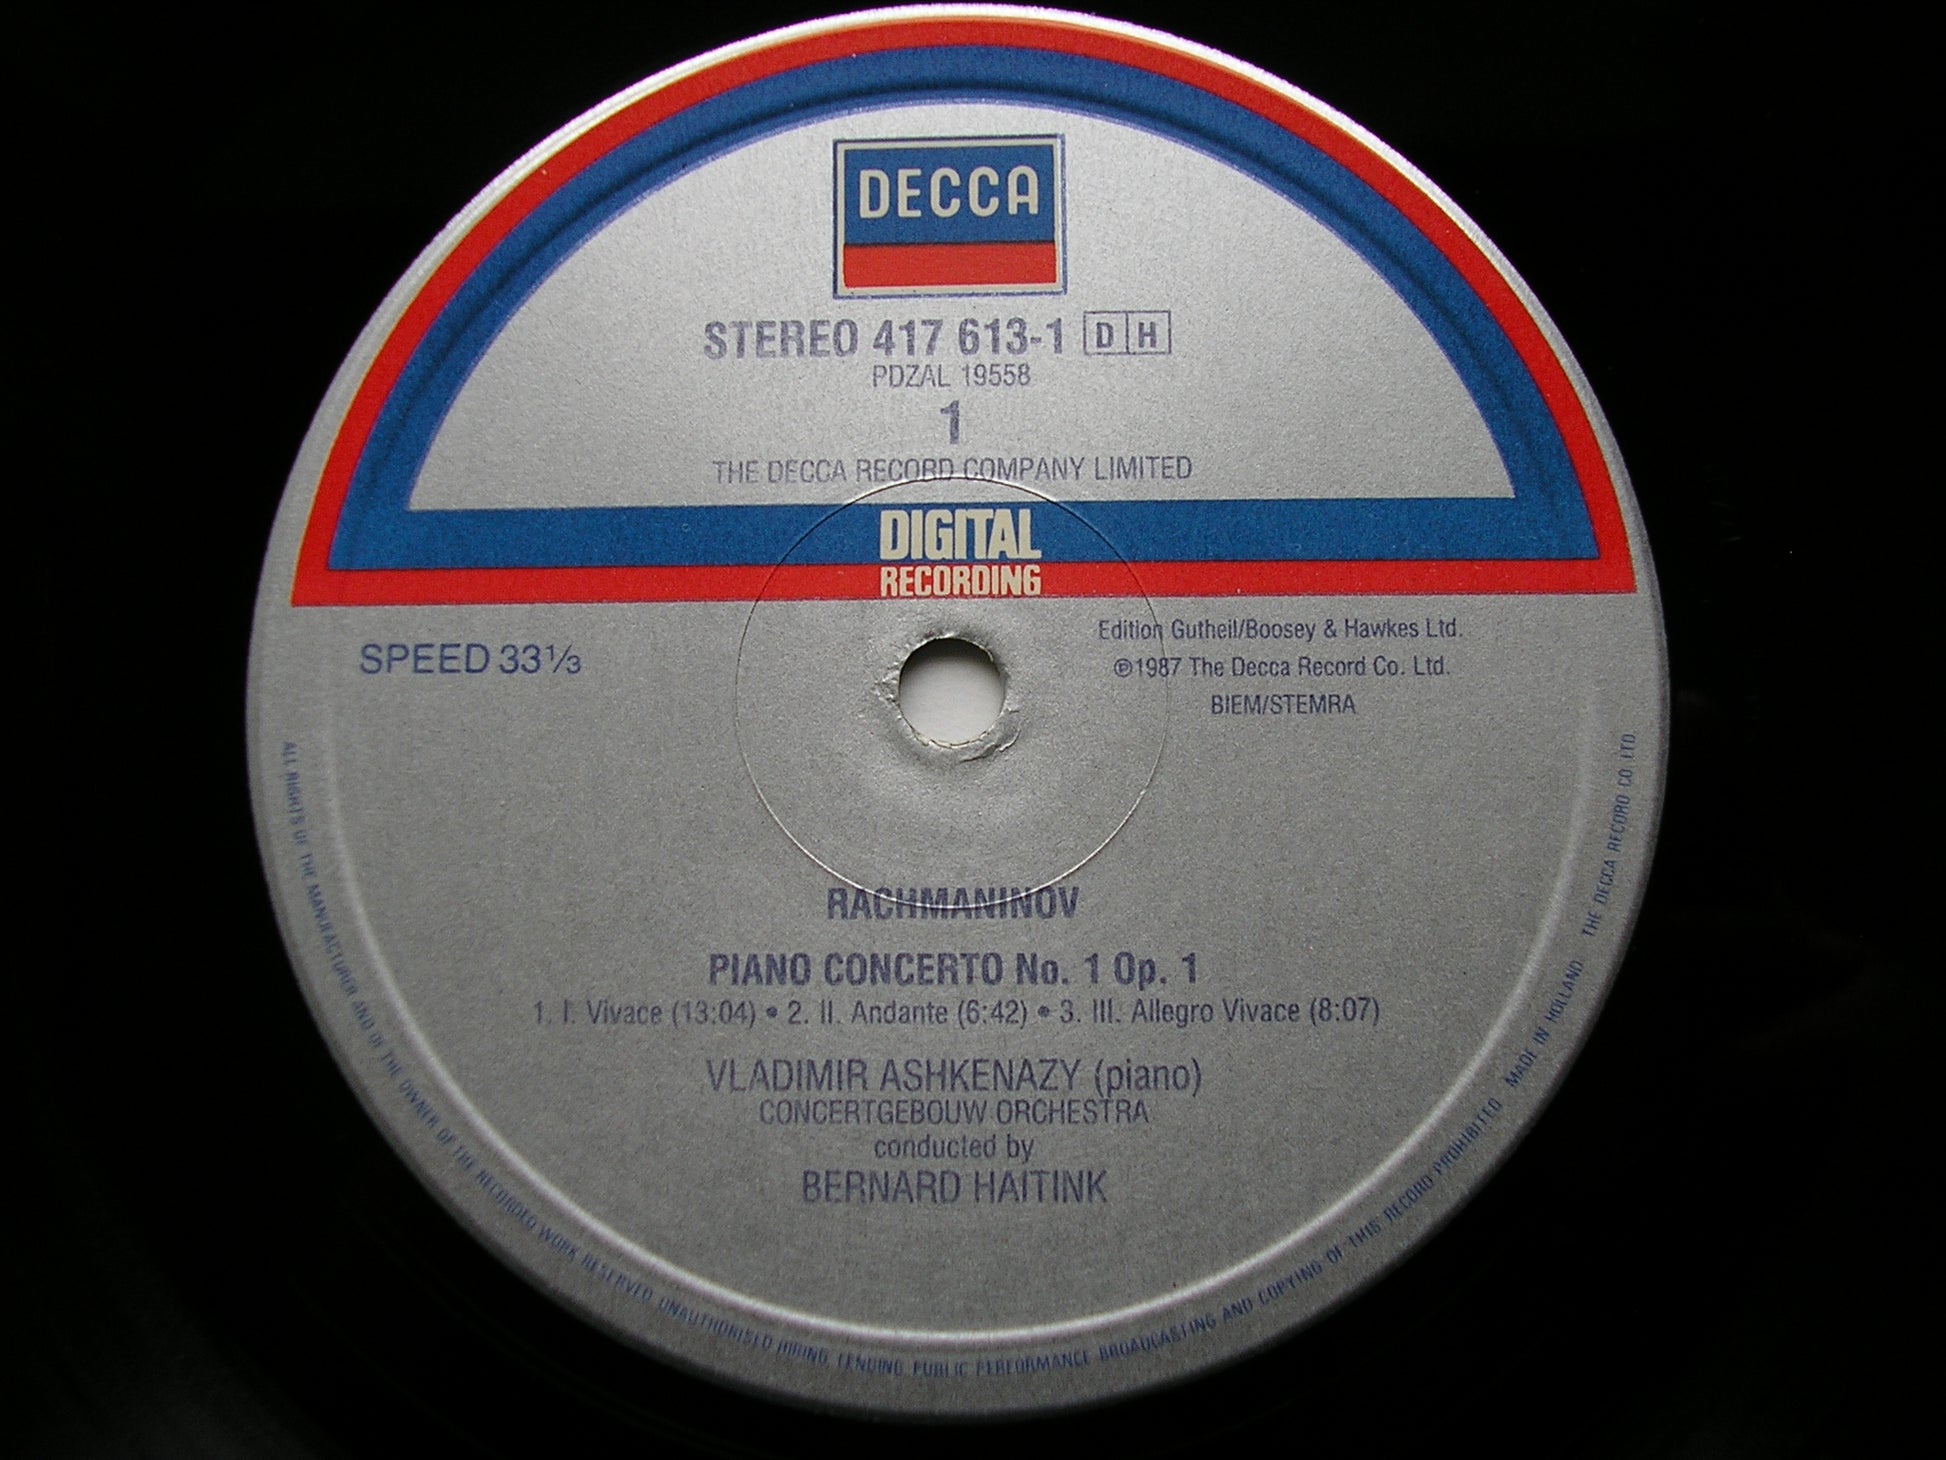 DECCA
STEREO 417 613-1 D H
PDZAL 19558
1
THE DECCA RECORD COMPANY LIMITED
DIGITAL
RECORDING
SPEED 33⅓
Edition Gutheil/Boosey & Hawkes Ltd.
℗1987 The Decca Record Co. Ltd.
BIEM/STEMRA
RACHMANINOV
PIANO CONCERTO No. 1 Op. 1
1. I. Vivace (13:04) • 2. II. Andante (6:42) • 3. III. Allegro Vivace (8:07)
VLADIMIR ASHKENAZY (piano)
CONCERTGEBOUW ORCHESTRA
conducted by
BERNARD HAITINK
ALL RIGHTS OF THE MANUFACTURER AND OF THE OWNER OF THE RECORDED WORK RESERVED UNAUTHORISED HIRING, LENDING PUBLIC PERFORMANCE BROADCASTING AND COPYING OF THIS RECORD PROHIBITED MADE IN HOLLAND THE DECCA RECORD CO LTD